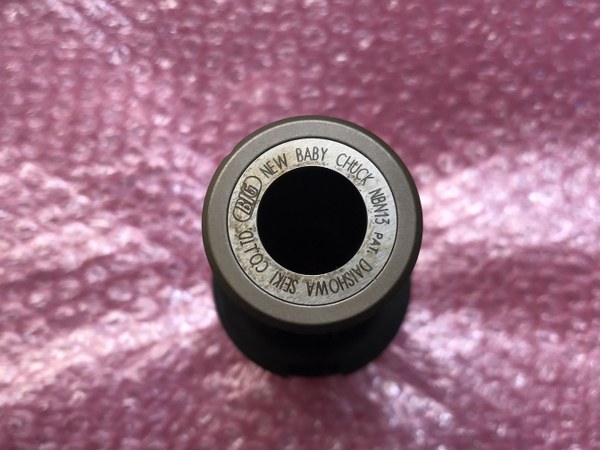 BIG NEW BABY CHUCK NBN13 PAT. DAISHOWA SEIKI CO.,LTD.